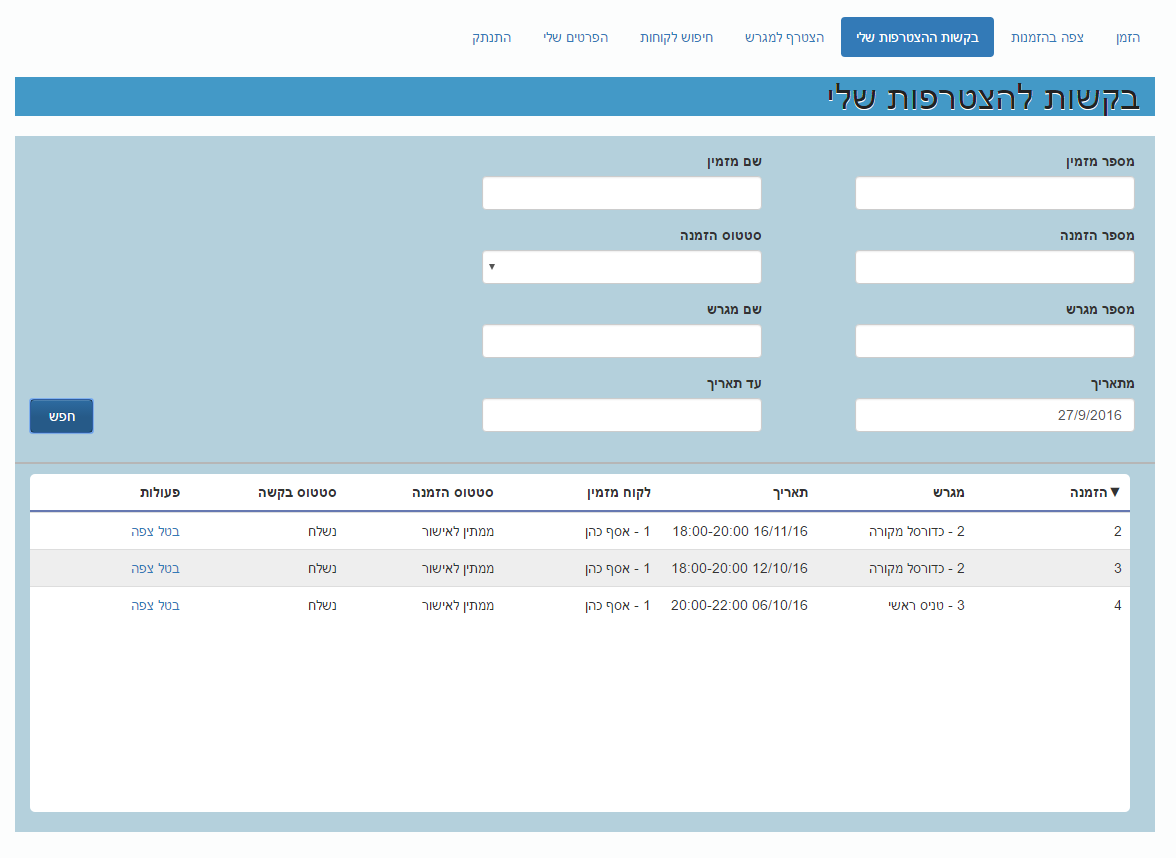 הזמן צפה בהזמנות בקשות ההצטרפות שלי הצטרף למגרש חיפוש לקוחות הפרטים שלי התנתק
בקשות להצטרפות שלי
מספר מזמין שם מזמין
מספר הזמנה סטטוס הזמנה
מספר מגרש שם מגרש
מתאריך עד תאריך
27/9/2016 חפש
▼הזמנה מגרש תאריך לקוח מזמין סטטוס הזמנה סטטוס בקשה פעולות
2 2 - כדורסל מקורה 16/11/16 18:00-20:00 1 - אסף כהן ממתין לאישור נשלח בטל צפה
3 2 - כדורסל מקורה 12/10/16 18:00-20:00 1 - אסף כהן ממתין לאישור נשלח בטל צפה
4 3 - טניס ראשי 06/10/16 20:00-22:00 1 - אסף כהן ממתין לאישור נשלח בטל צפה